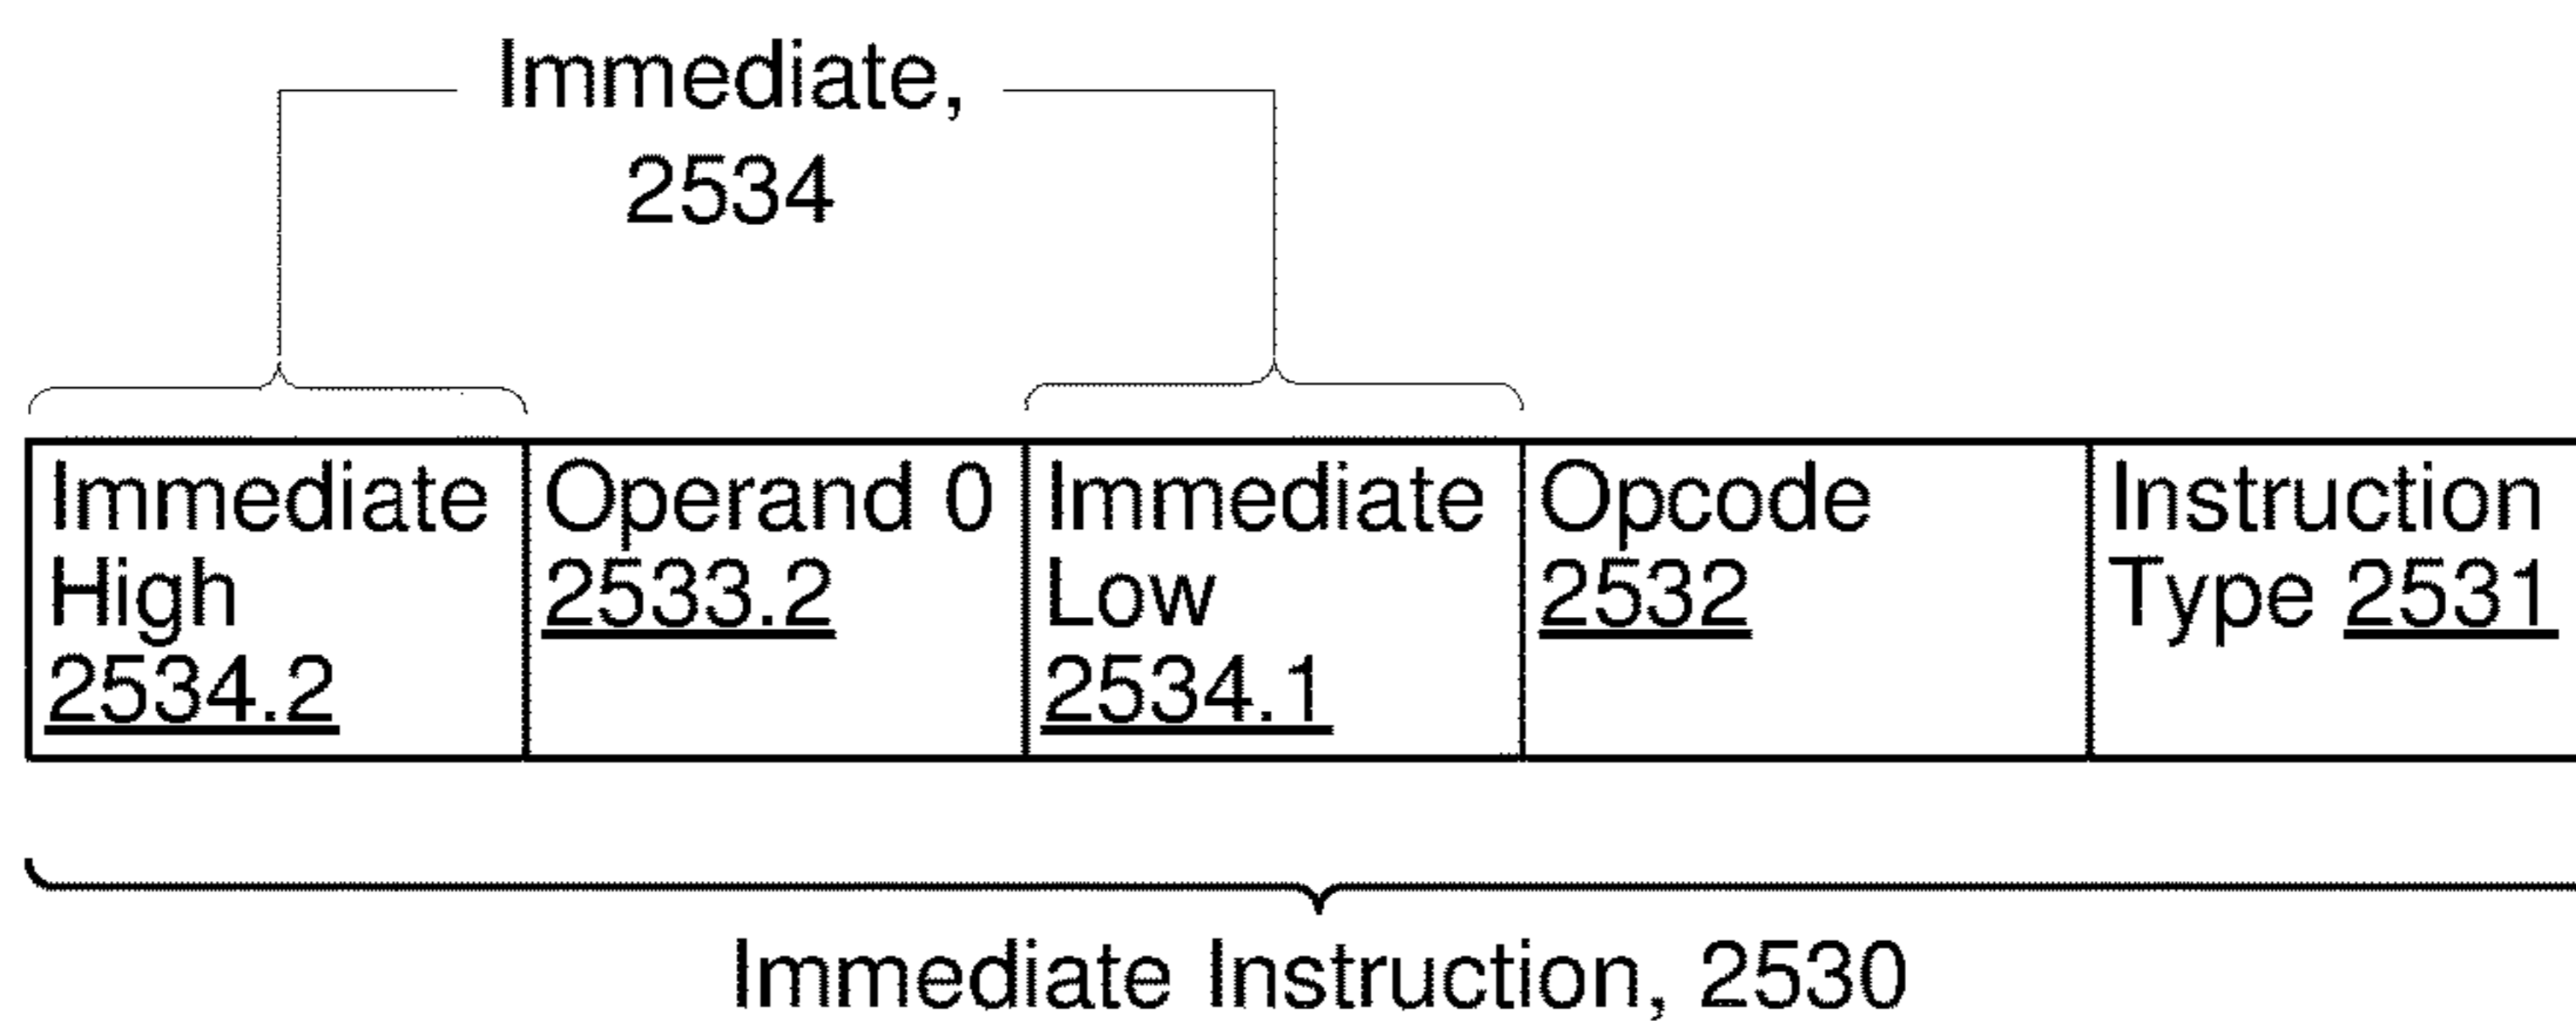 Immediate,
2534
Immediate
High
2534.2
Operand 0
2533.2
Immediate
Low
2534.1
Opcode
2532
Instruction
Type 2531
Immediate Instruction, 2530